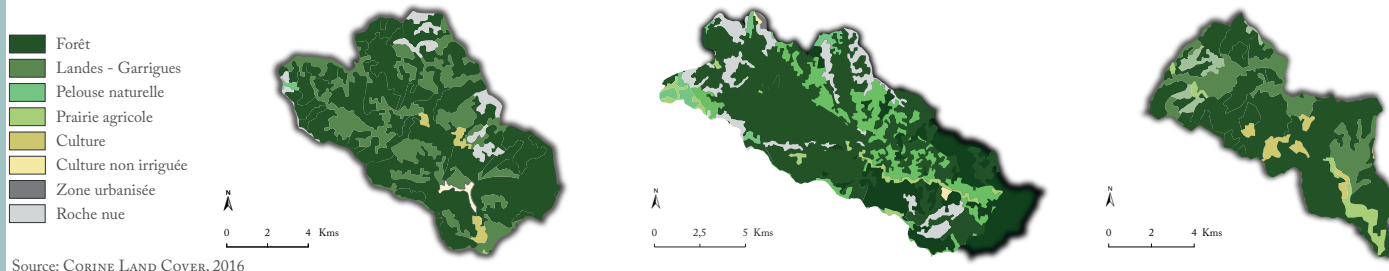 Forêt
Landes - Garrigues
Pelouse naturelle
Prairie agricole
Culture
Culture non irriguée
Zone urbanisée
Roche nue
N
0 2 4 Kms
N
0 2,5 5 Kms
N
0 2 4 Kms
Source: CORINE LAND COVER, 2016